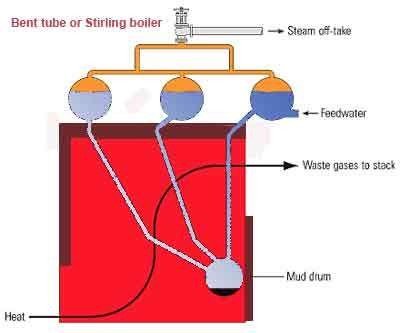 Bent tube or Stirling boiler
Steam off-take
Feedwater
Waste gases to stack
Mud drum
Heat